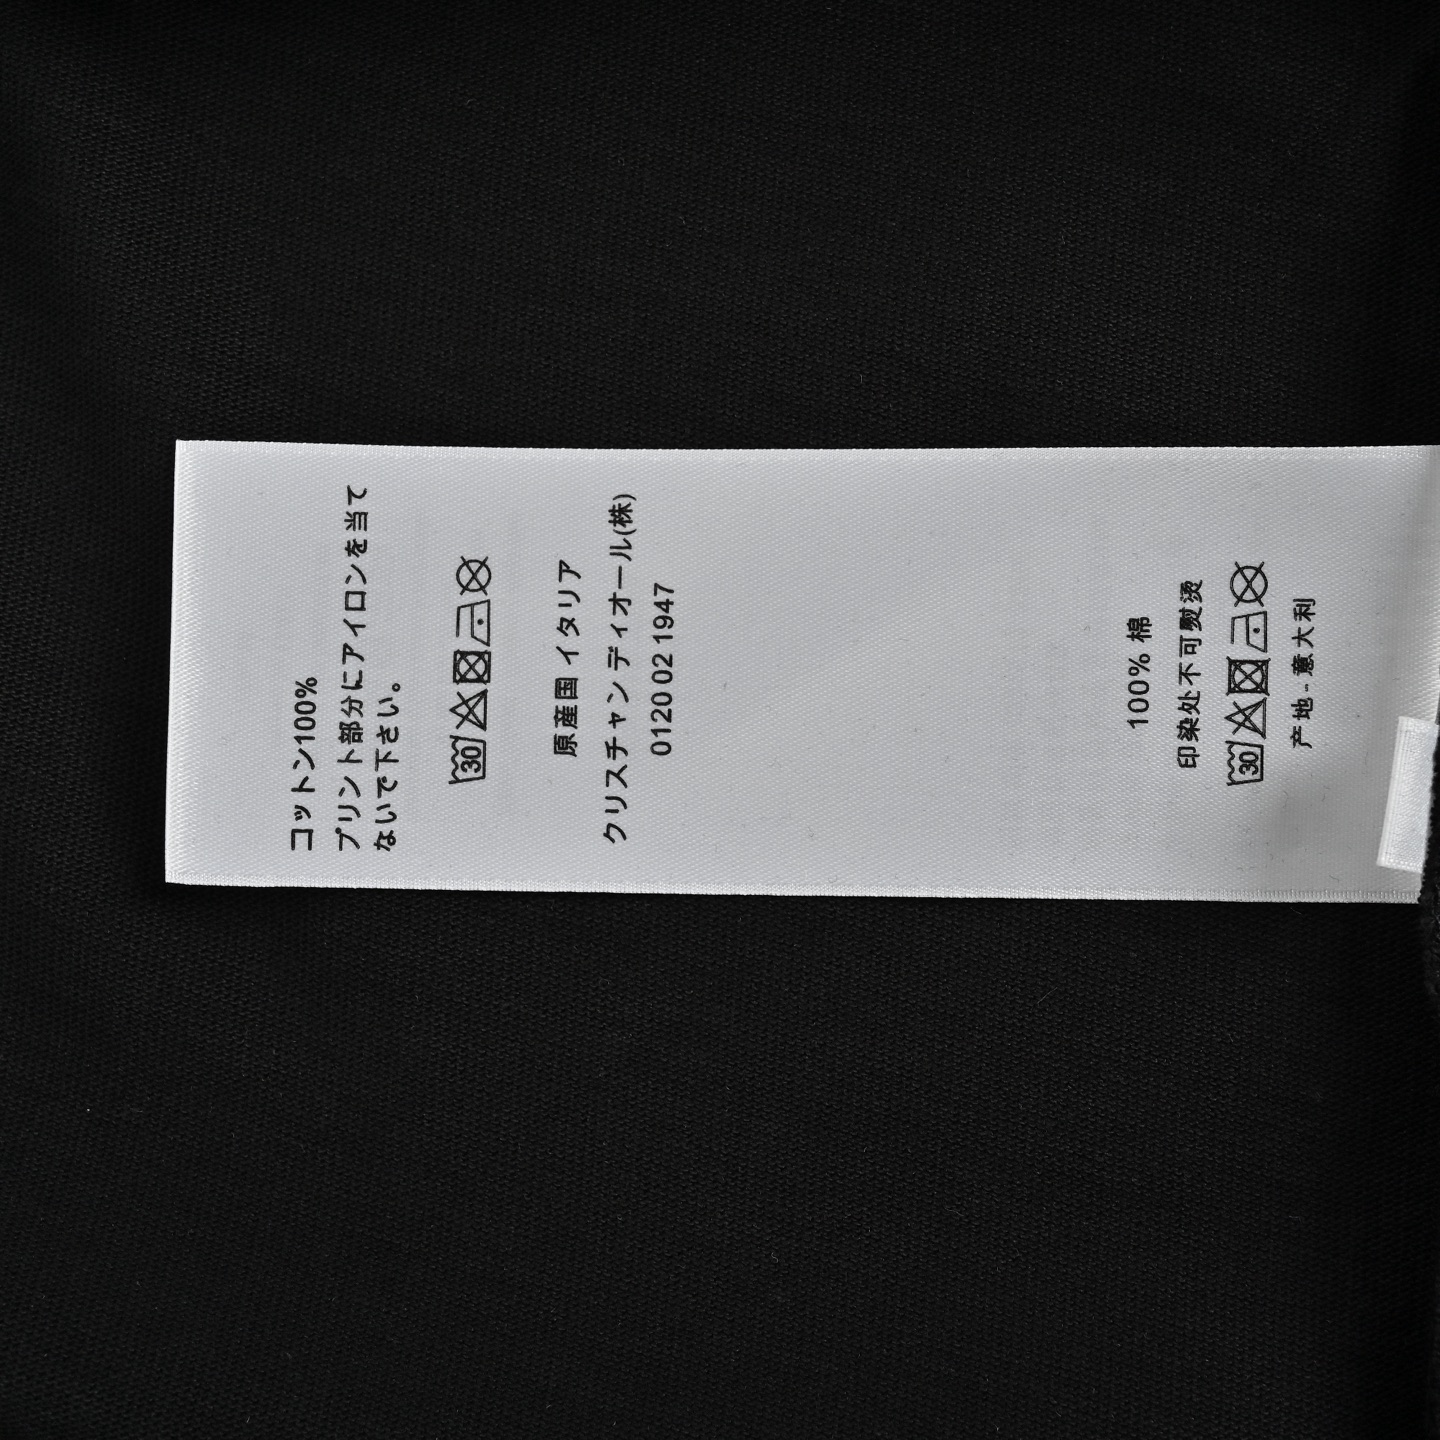 コットン100%
プリント部分にアイロンを当て
ないで下さい。
30
原産国 イタリア
クリスチャン ディオール(株)
0120 02 1947
100% 棉
印染处不可熨烫
30
产地 - 意大利